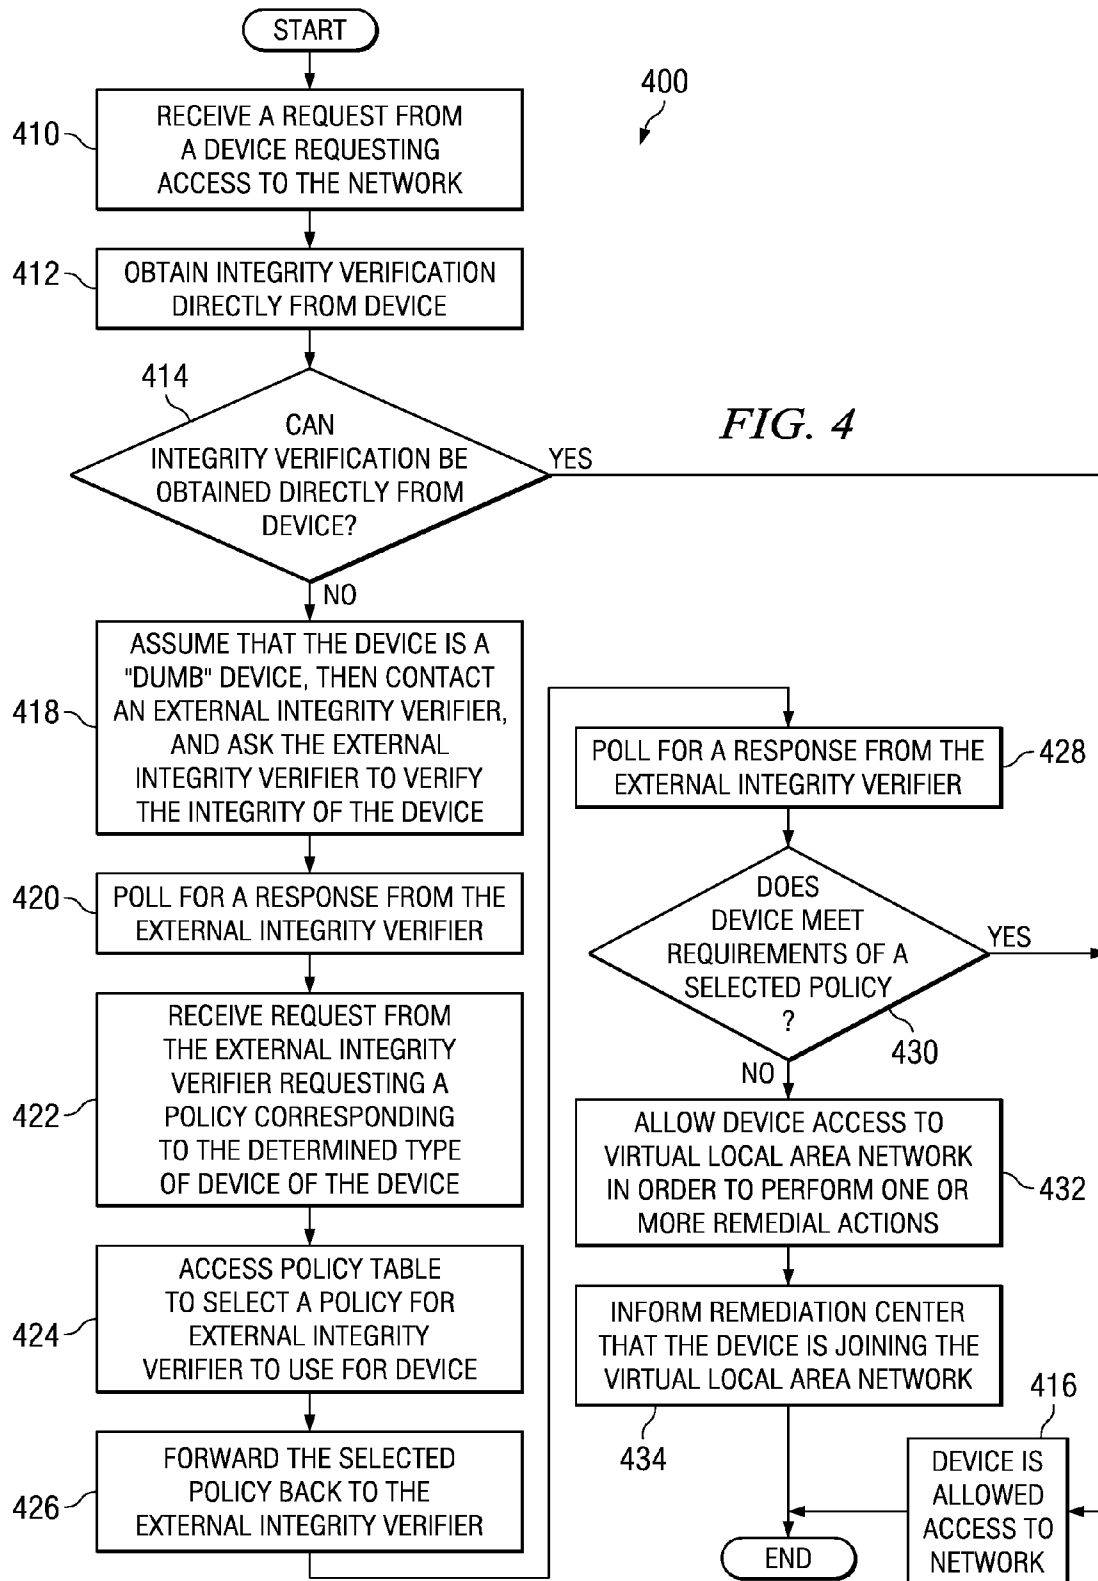 START
400
410
RECEIVE A REQUEST FROM
A DEVICE REQUESTING
ACCESS TO THE NETWORK
412
OBTAIN INTEGRITY VERIFICATION
DIRECTLY FROM DEVICE
414
CAN
INTEGRITY VERIFICATION BE
OBTAINED DIRECTLY FROM
DEVICE?
YES
FIG. 4
NO
418
ASSUME THAT THE DEVICE IS A
"DUMB" DEVICE, THEN CONTACT
AN EXTERNAL INTEGRITY VERIFIER,
AND ASK THE EXTERNAL
INTEGRITY VERIFIER TO VERIFY
THE INTEGRITY OF THE DEVICE
420
POLL FOR A RESPONSE FROM THE
EXTERNAL INTEGRITY VERIFIER
422
RECEIVE REQUEST FROM
THE EXTERNAL INTEGRITY
VERIFIER REQUESTING A
POLICY CORRESPONDING
TO THE DETERMINED TYPE
OF DEVICE OF THE DEVICE
424
ACCESS POLICY TABLE
TO SELECT A POLICY FOR
EXTERNAL INTEGRITY
VERIFIER TO USE FOR DEVICE
426
FORWARD THE SELECTED
POLICY BACK TO THE
EXTERNAL INTEGRITY VERIFIER
POLL FOR A RESPONSE FROM THE
EXTERNAL INTEGRITY VERIFIER
428
DOES
DEVICE MEET
REQUIREMENTS OF A
SELECTED POLICY
?
YES
430
NO
ALLOW DEVICE ACCESS TO
VIRTUAL LOCAL AREA NETWORK
IN ORDER TO PERFORM ONE OR
MORE REMEDIAL ACTIONS
432
INFORM REMEDIATION CENTER
THAT THE DEVICE IS JOINING THE
VIRTUAL LOCAL AREA NETWORK
434
416
DEVICE IS
ALLOWED
ACCESS TO
NETWORK
END